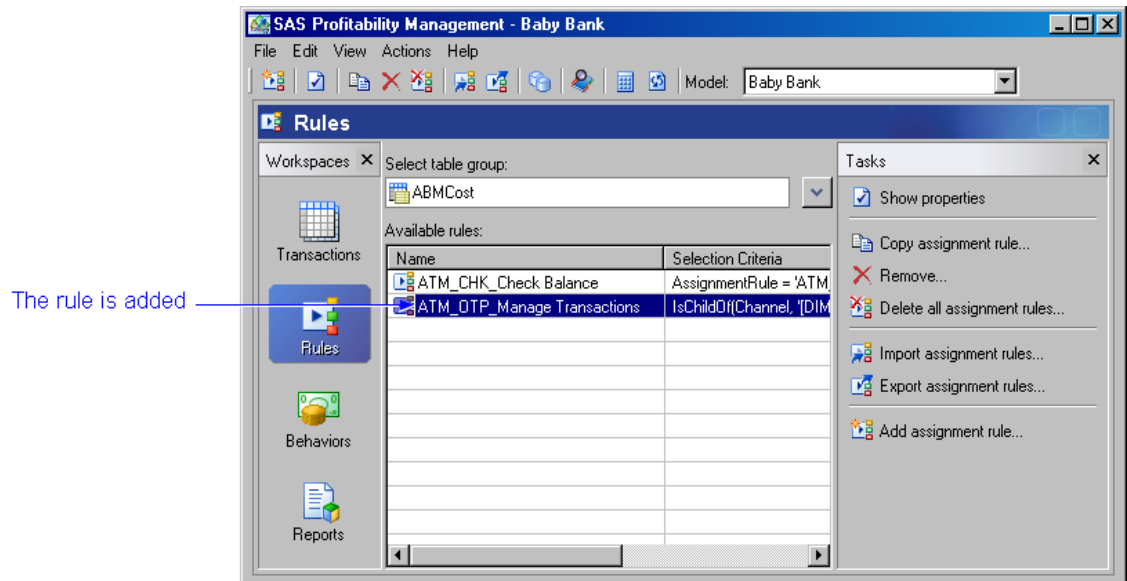 SAS Profitability Management - Baby Bank
File Edit View Actions Help
Model: Baby Bank
Rules
Workspaces
Transactions
Rules
Behaviors
Reports
Select table group:
ABMCost
Available rules:
Name Selection Criteria
ATM_CHK_Check Balance AssignmentRule = 'ATM_
ATM_OTP_Manage Transactions IsChildOf(Channel, '[DIM
Tasks
Show properties
Copy assignment rule...
Remove...
Delete all assignment rules...
Import assignment rules...
Export assignment rules...
Add assignment rule...
The rule is added